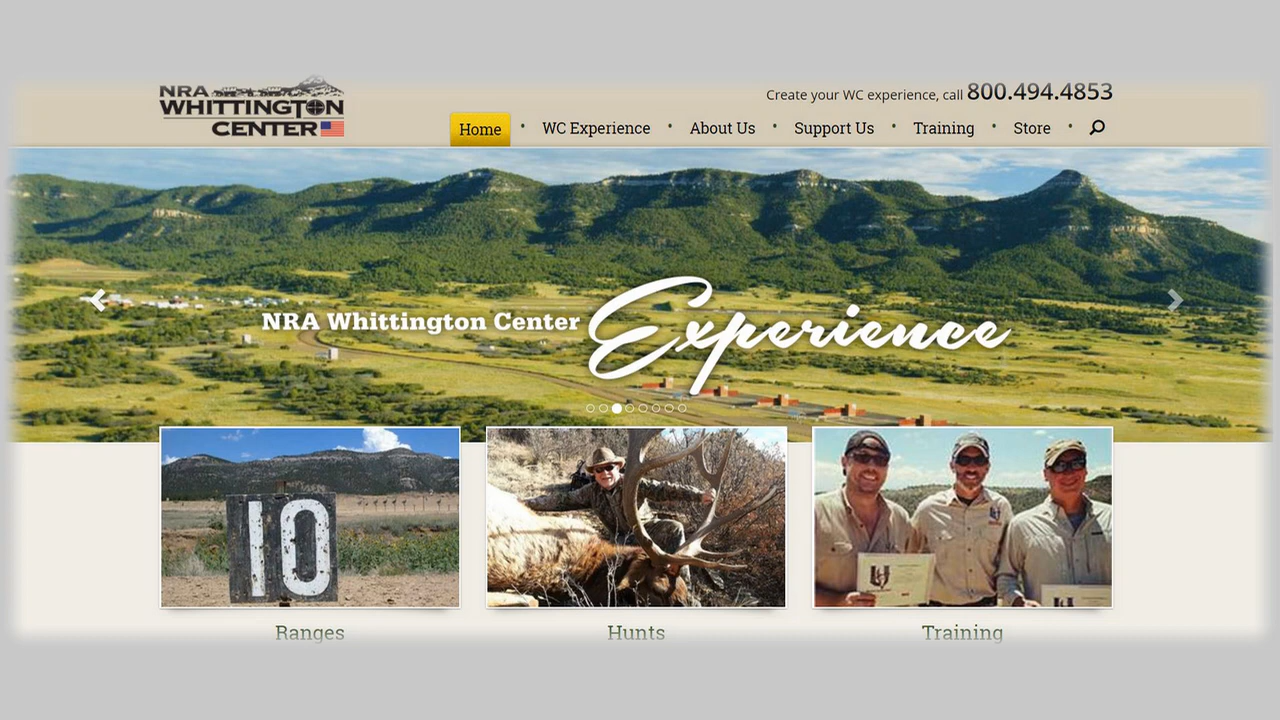 NRA
WHITTINGTON
CENTER
Create your WC experience, call 800.494.4853
Home
WC Experience
About Us
Support Us
Training
Store
NRA Whittington Center Experience
10
Ranges
Hunts
Training